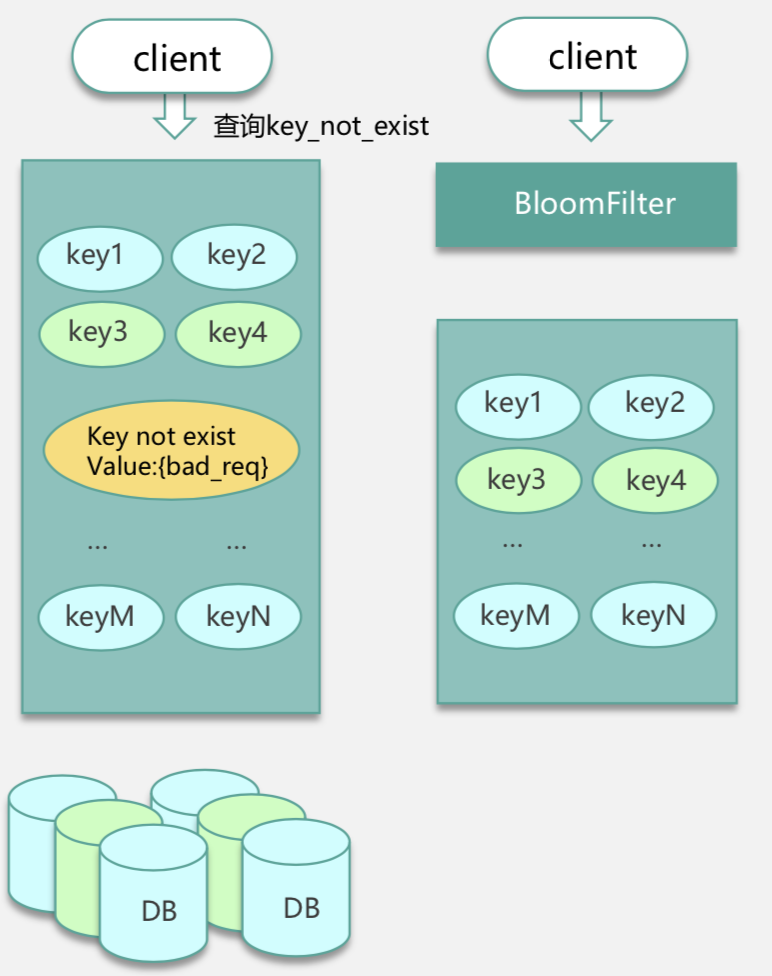 client
查询key_not_exist
key1 key2
key3 key4
Key not exist
Value:{bad_req}
... ...
keyM keyN
DB DB
client
BloomFilter
key1 key2
key3 key4
... ...
keyM keyN